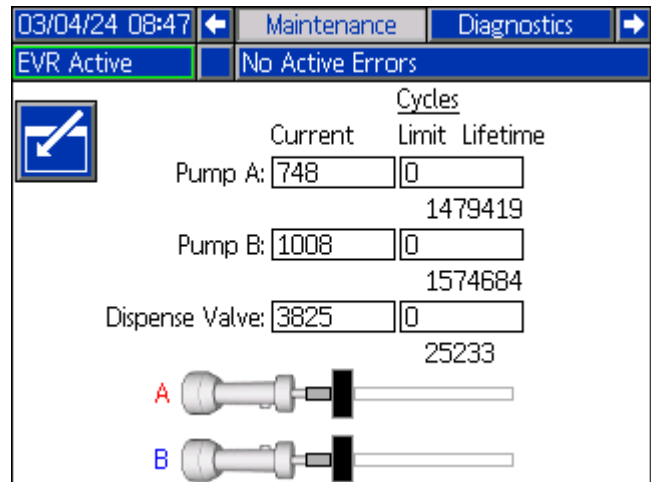 03/04/24 08:47 Maintenance Diagnostics
EVR Active No Active Errors
Cycles
Current Limit Lifetime
Pump A: 748 0
1479419
Pump B: 1008 0
1574684
Dispense Valve: 3825 0
25233
A
B